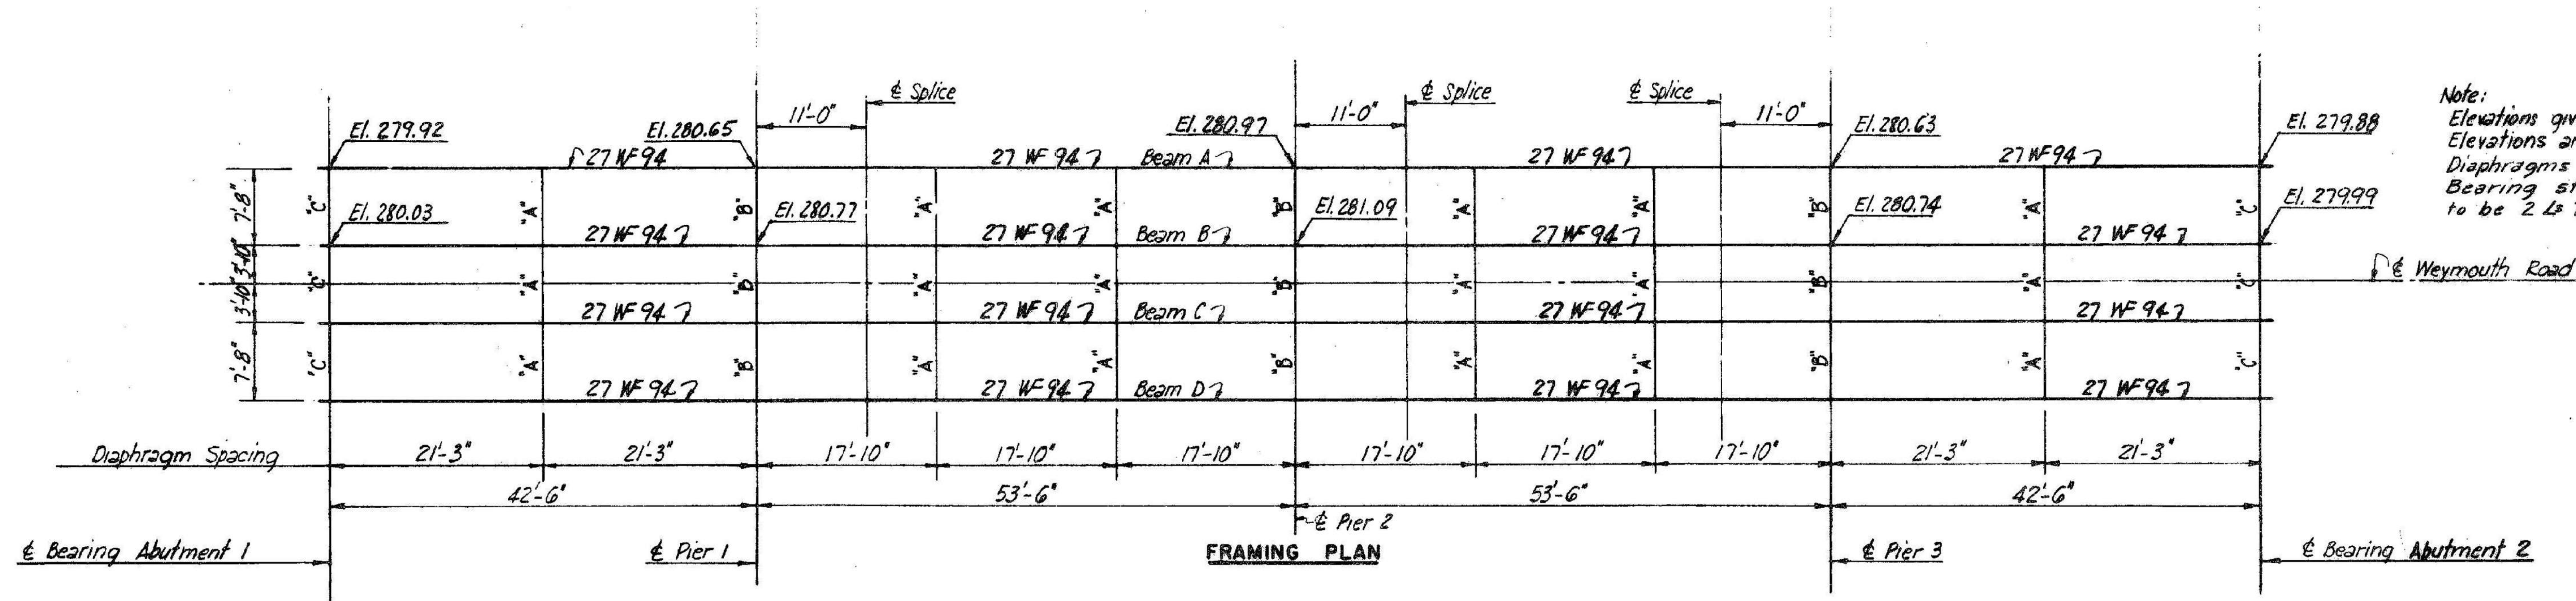 ℄ Splice
℄ Splice
℄ Splice
11'-0"
11'-0"
11'-0"
Note:
Elevations
Elevations
Diaphragms
Bearing
to be 2 Ls
El. 279.92
El. 280.65
El. 280.97
El. 280.63
El. 279.88
27 WF 94
27 WF 94
Beam A
27 WF 94
27 WF 94
7'-8"
"C"
El. 280.03
"A"
"B"
El. 280.77
"A"
"A"
"B"
El. 281.09
"A"
"A"
"B"
El. 280.74
"A"
"C"
El. 279.99
27 WF 94
27 WF 94
Beam B
27 WF 94
27 WF 94
3'-10"
3'-10"
"C"
"A"
"B"
"A"
"A"
"B"
"A"
"A"
"B"
"A"
"C"
℄ Weymouth Road
27 WF 94
27 WF 94
Beam C
27 WF 94
27 WF 94
7'-8"
"C"
"A"
"B"
"A"
"A"
"B"
"A"
"A"
"B"
"A"
"C"
27 WF 94
27 WF 94
Beam D
27 WF 94
27 WF 94
Diaphragm Spacing
21'-3"
21'-3"
17'-10"
17'-10"
17'-10"
17'-10"
17'-10"
17'-10"
21'-3"
21'-3"
42'-6"
53'-6"
53'-6"
42'-6"
℄ Pier 2
℄ Bearing Abutment 1
℄ Pier 1
FRAMING PLAN
℄ Pier 3
℄ Bearing Abutment 2